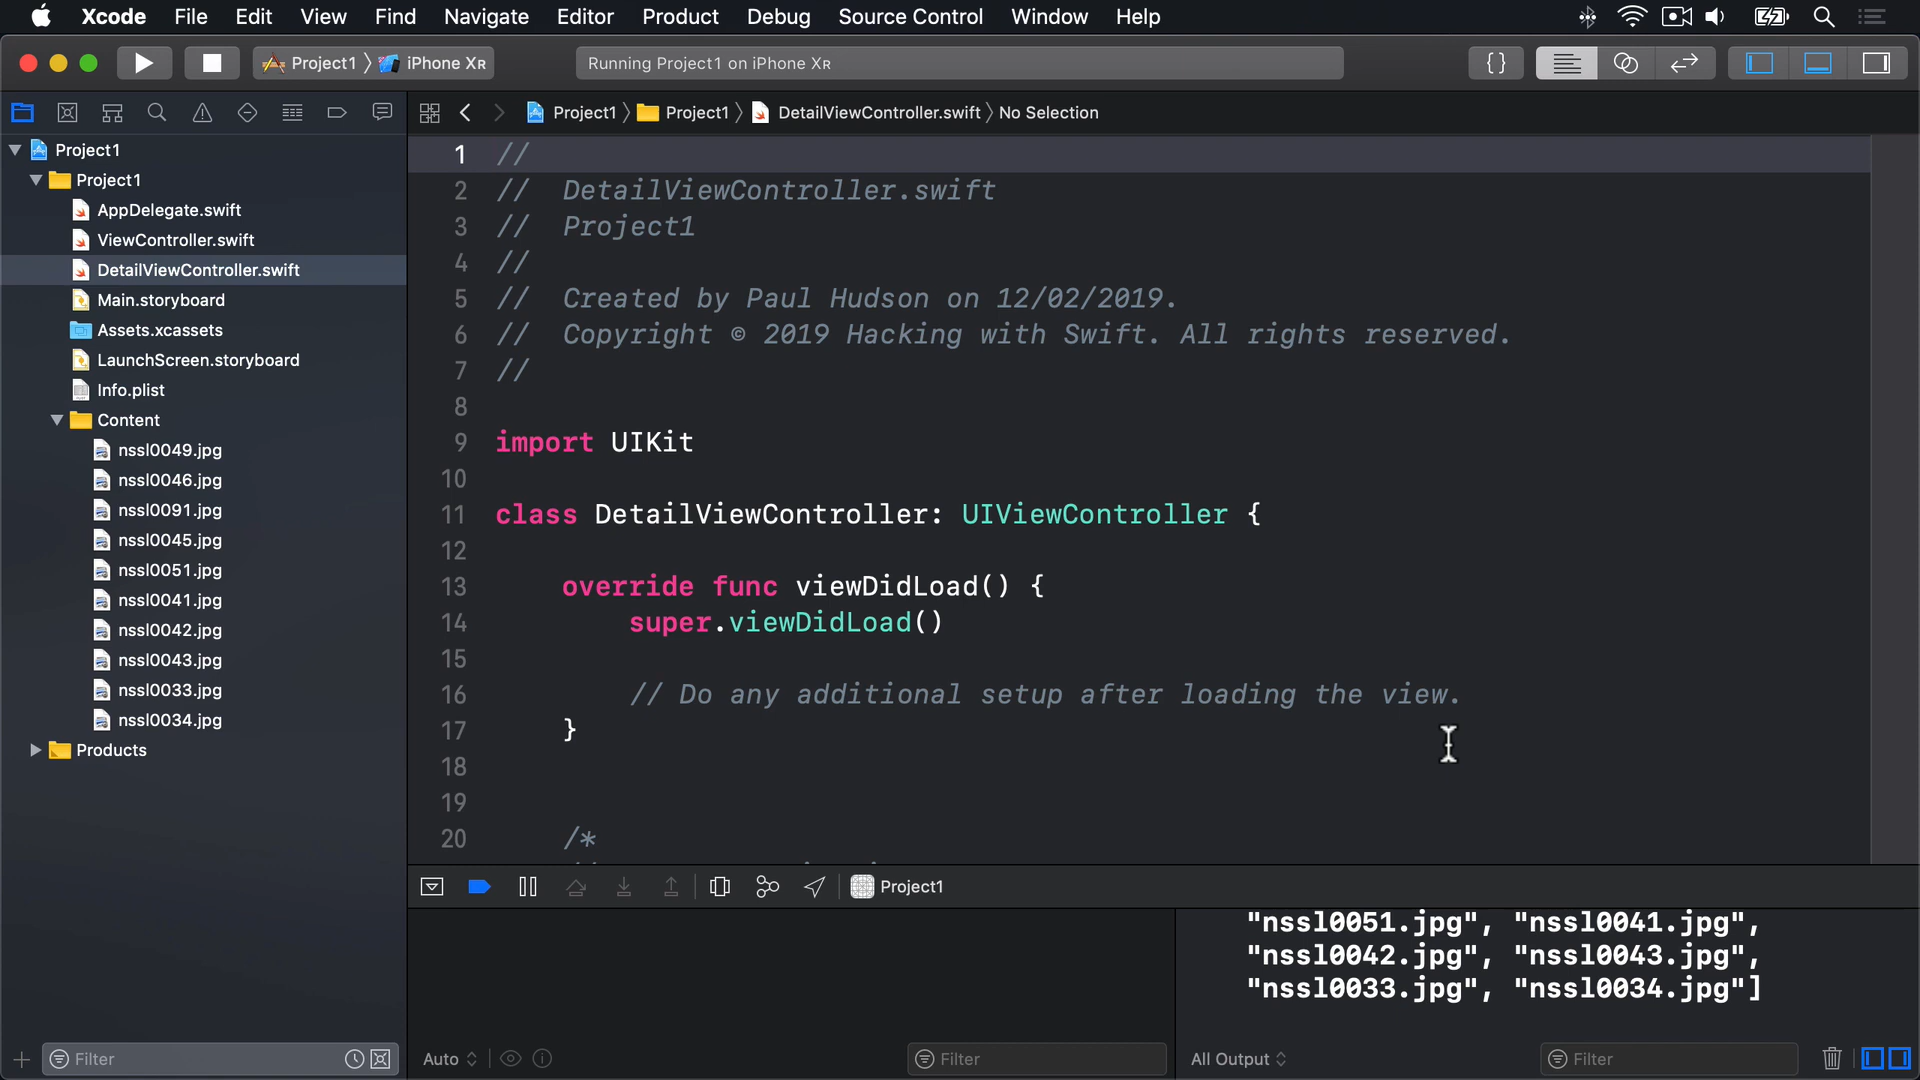 Xcode File Edit View Find Navigate Editor Product Debug Source Control Window Help
Project1 iPhone XR
Running Project1 on iPhone XR
{}
Project1 Project1 DetailViewController.swift No Selection
Project1
Project1
AppDelegate.swift
ViewController.swift
DetailViewController.swift
Main.storyboard
Assets.xcassets
LaunchScreen.storyboard
Info.plist
Content
nssl0049.jpg
nssl0046.jpg
nssl0091.jpg
nssl0045.jpg
nssl0051.jpg
nssl0041.jpg
nssl0042.jpg
nssl0043.jpg
nssl0033.jpg
nssl0034.jpg
Products
Filter
1 //
2 // DetailViewController.swift
3 // Project1
4 //
5 // Created by Paul Hudson on 12/02/2019.
6 // Copyright © 2019 Hacking with Swift. All rights reserved.
7 //
8
9 import UIKit
10
11 class DetailViewController: UIViewController {
12
13 override func viewDidLoad() {
14 super.viewDidLoad()
15
16 // Do any additional setup after loading the view.
17 }
18
19
20 /*
Project1
"nssl0051.jpg", "nssl0041.jpg",
"nssl0042.jpg", "nssl0043.jpg",
"nssl0033.jpg", "nssl0034.jpg"]
Auto
Filter
All Output
Filter